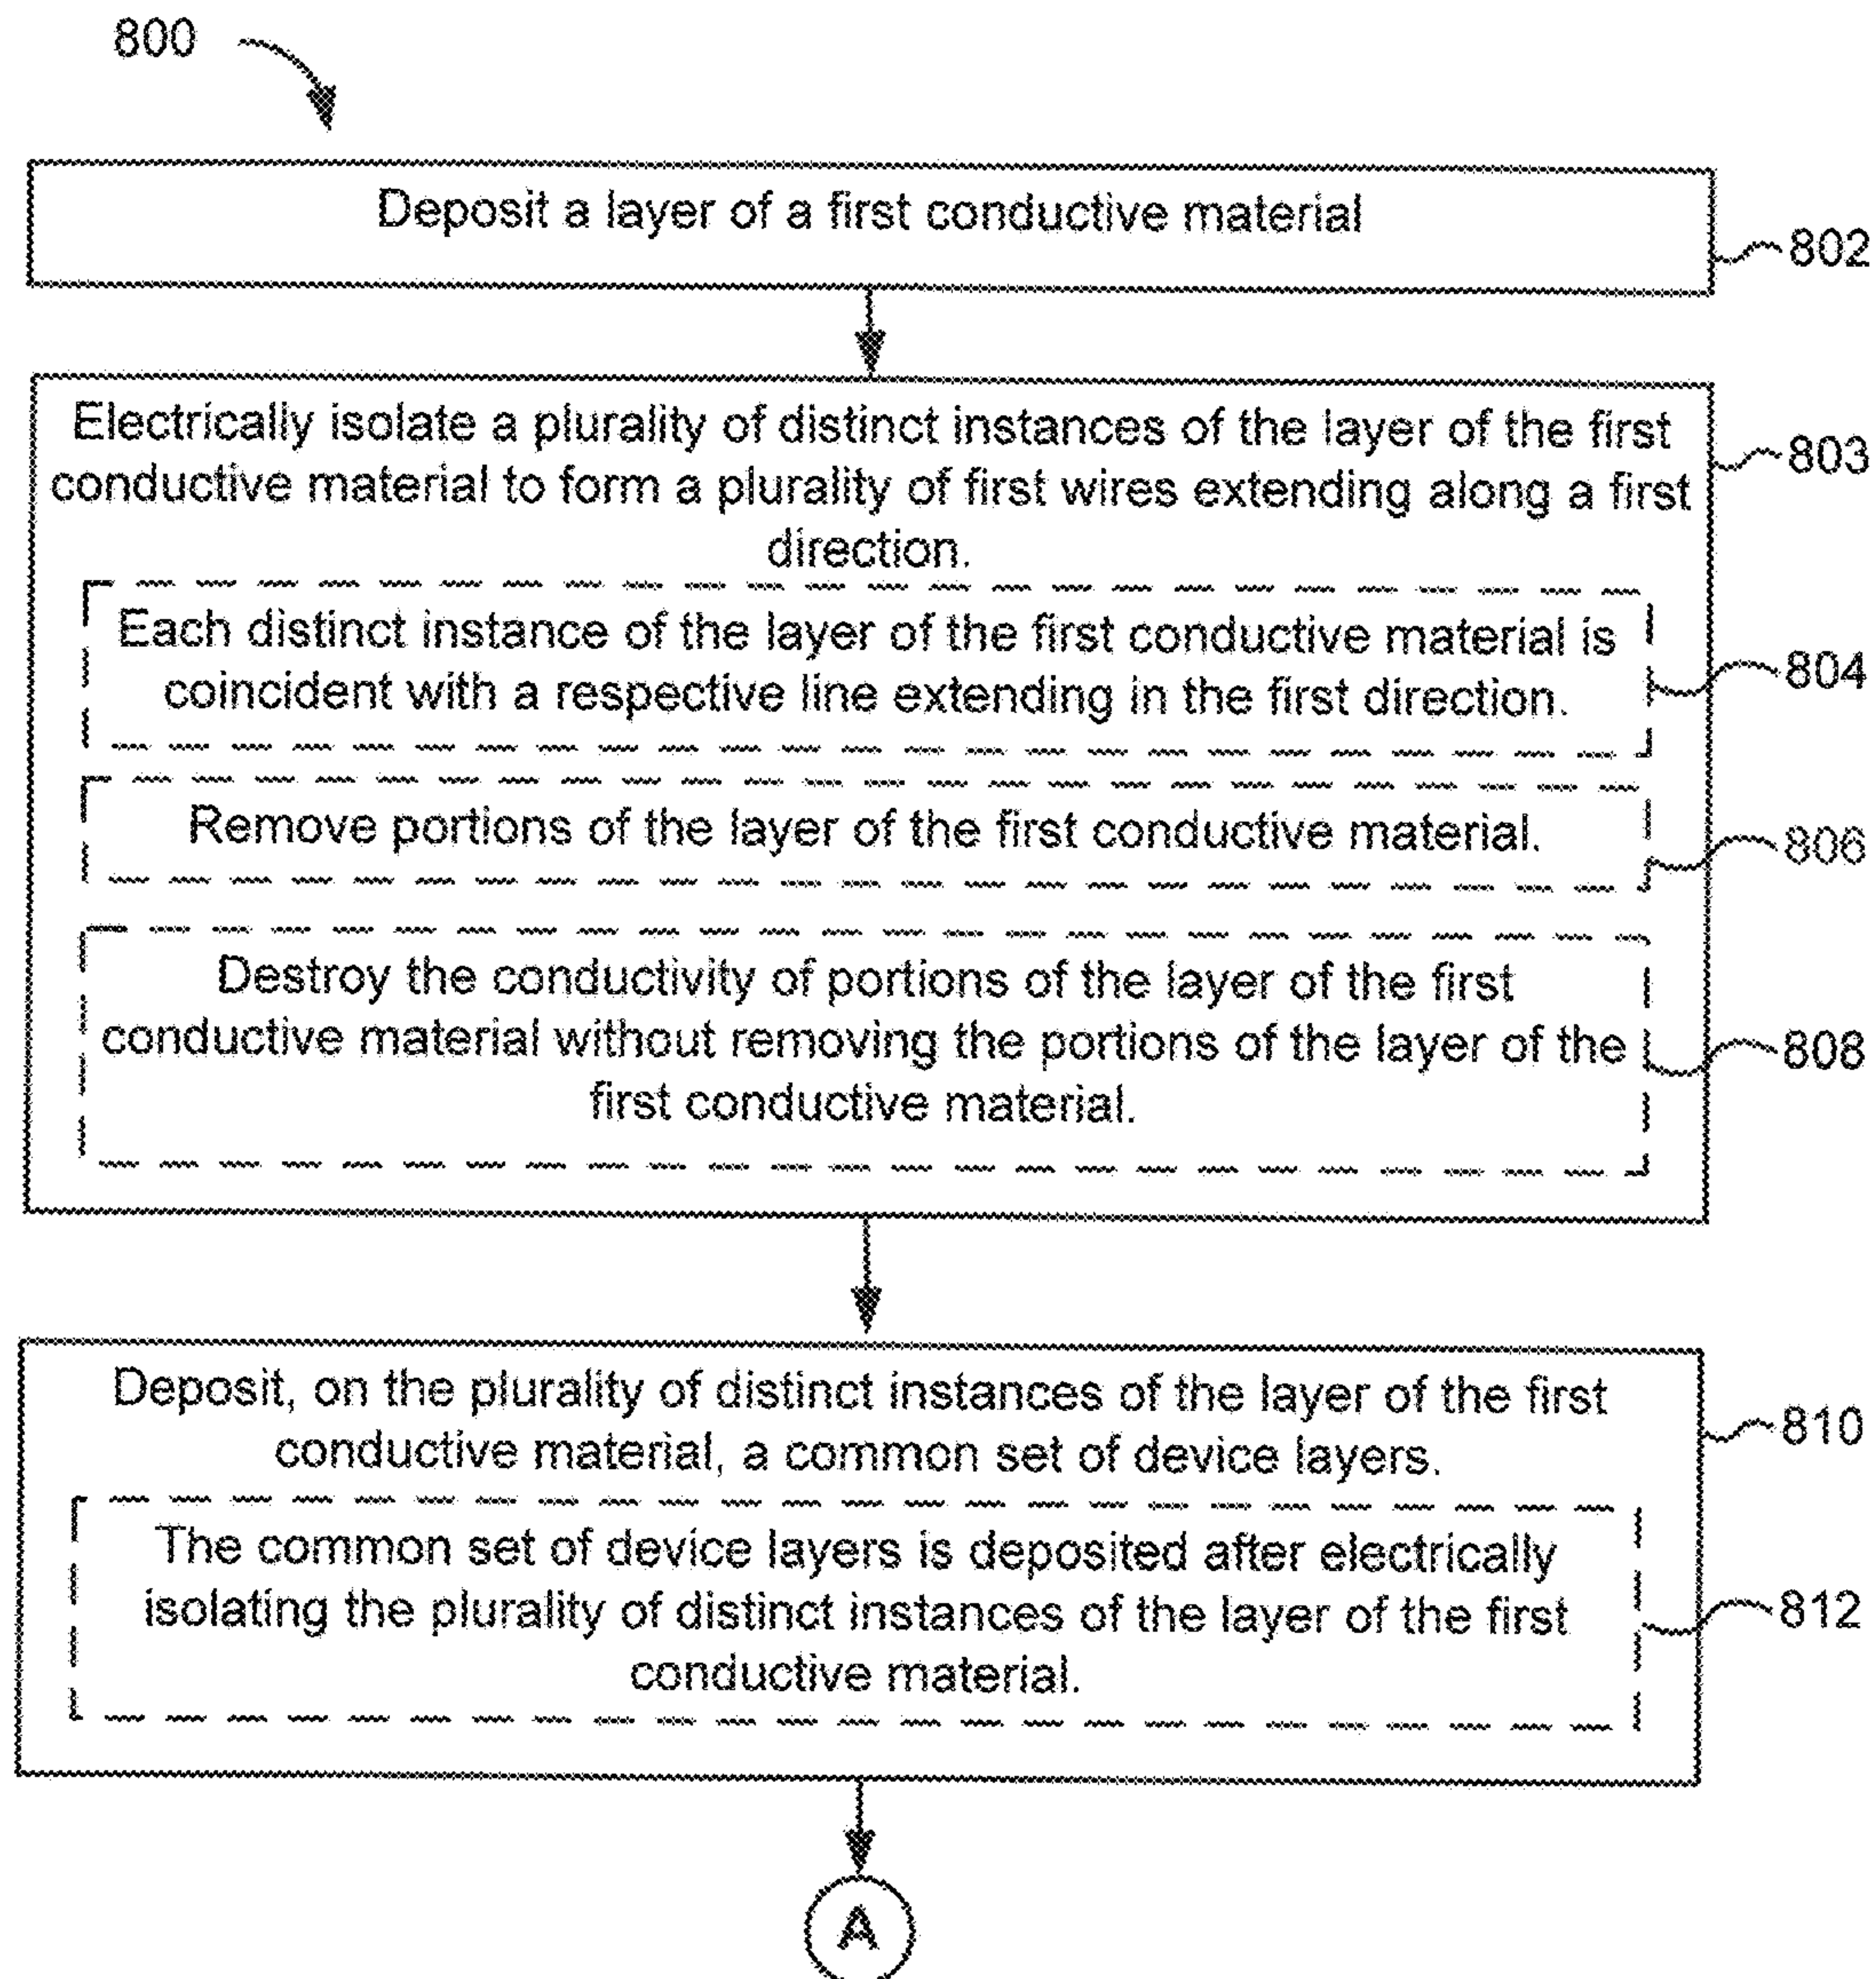 800
Deposit a layer of a first conductive material
802
Electrically isolate a plurality of distinct instances of the layer of the first
conductive material to form a plurality of first wires extending along a first
direction.
803
Each distinct instance of the layer of the first conductive material is
coincident with a respective line extending in the first direction.
804
Remove portions of the layer of the first conductive material.
806
Destroy the conductivity of portions of the layer of the first
conductive material without removing the portions of the layer of the
first conductive material.
808
Deposit, on the plurality of distinct instances of the layer of the first
conductive material, a common set of device layers.
810
The common set of device layers is deposited after electrically
isolating the plurality of distinct instances of the layer of the first
conductive material.
812
A